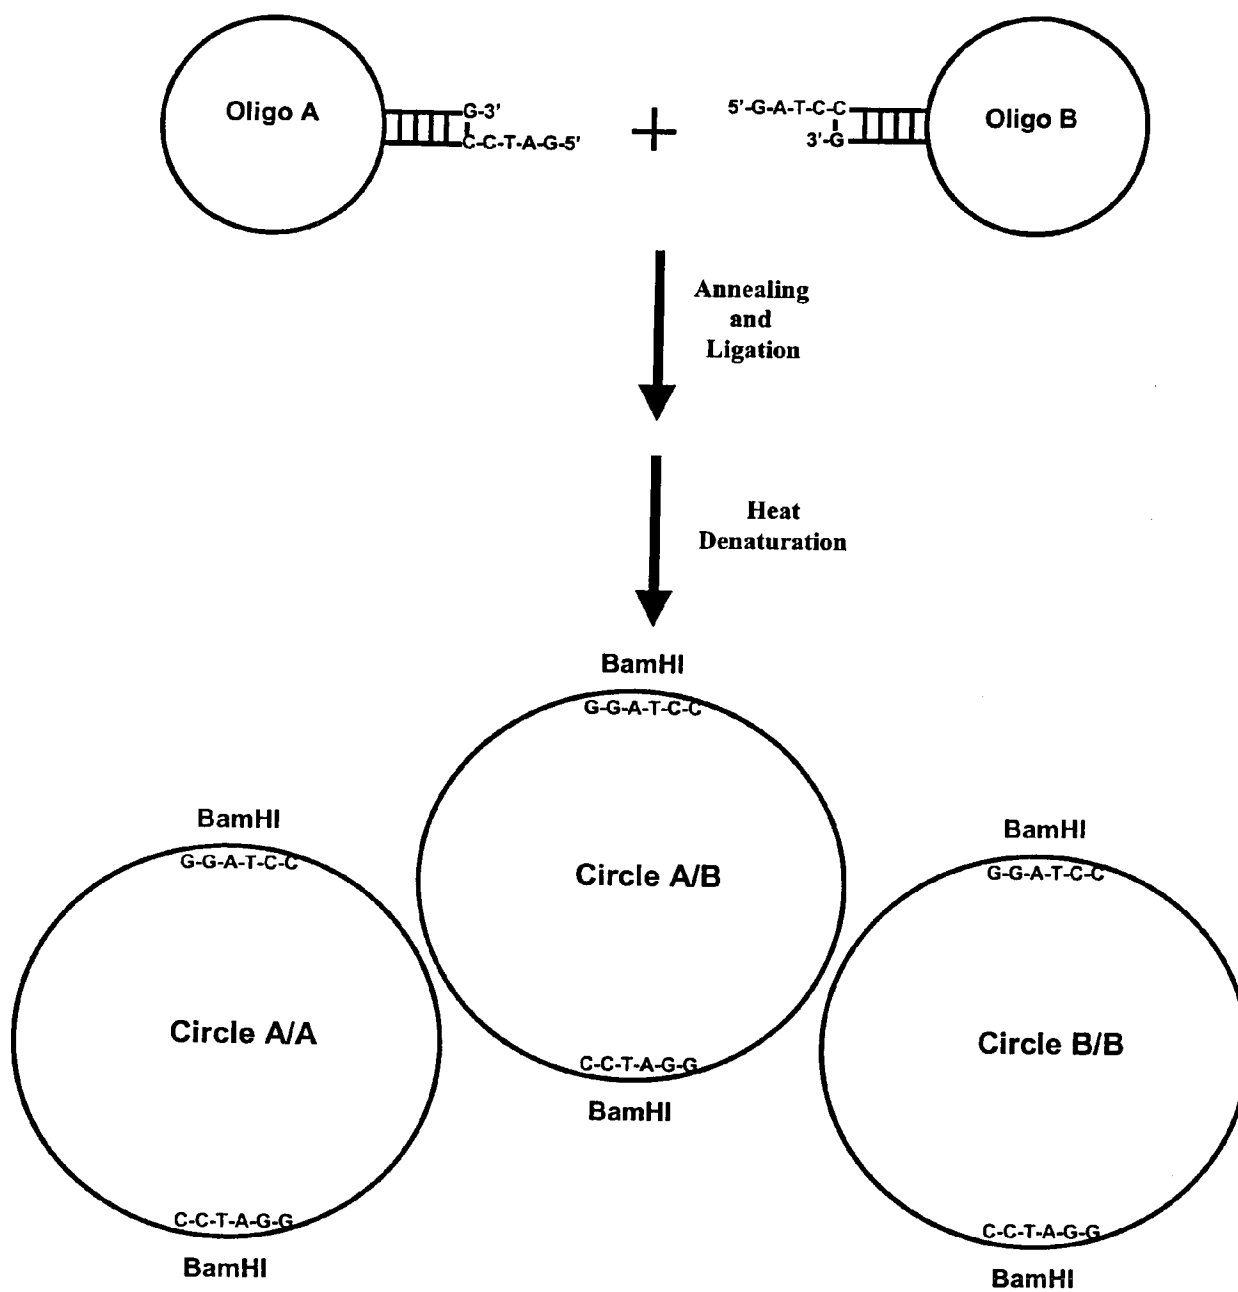 Oligo A
G-3'
C-C-T-A-G-5'
+
5'-G-A-T-C-C
3'-G
Oligo B
Annealing
and
Ligation
Heat
Denaturation
BamHI
G-G-A-T-C-C
Circle A/B
C-C-T-A-G-G
BamHI
BamHI
G-G-A-T-C-C
Circle A/A
C-C-T-A-G-G
BamHI
BamHI
G-G-A-T-C-C
Circle B/B
C-C-T-A-G-G
BamHI